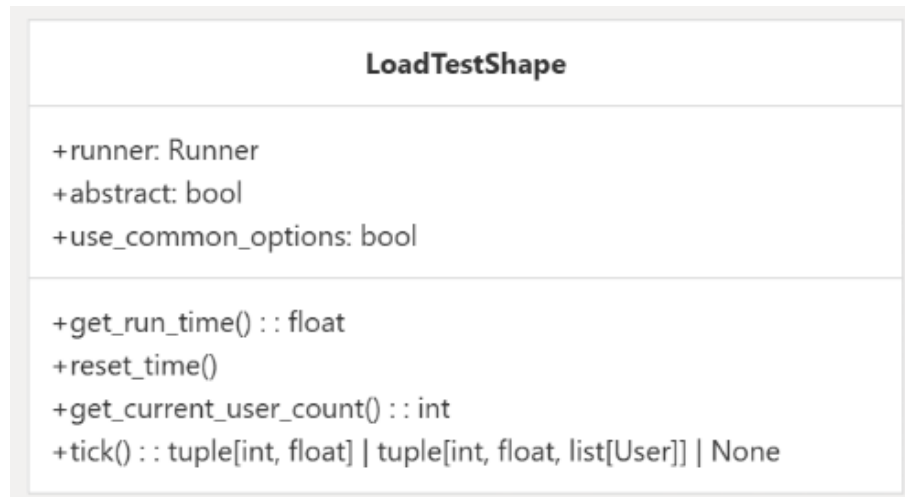 LoadTestShape
+runner: Runner
+abstract: bool
+use_common_options: bool
+get_run_time() : : float
+reset_time()
+get_current_user_count() : : int
+tick() : : tuple[int, float] | tuple[int, float, list[User]] | None